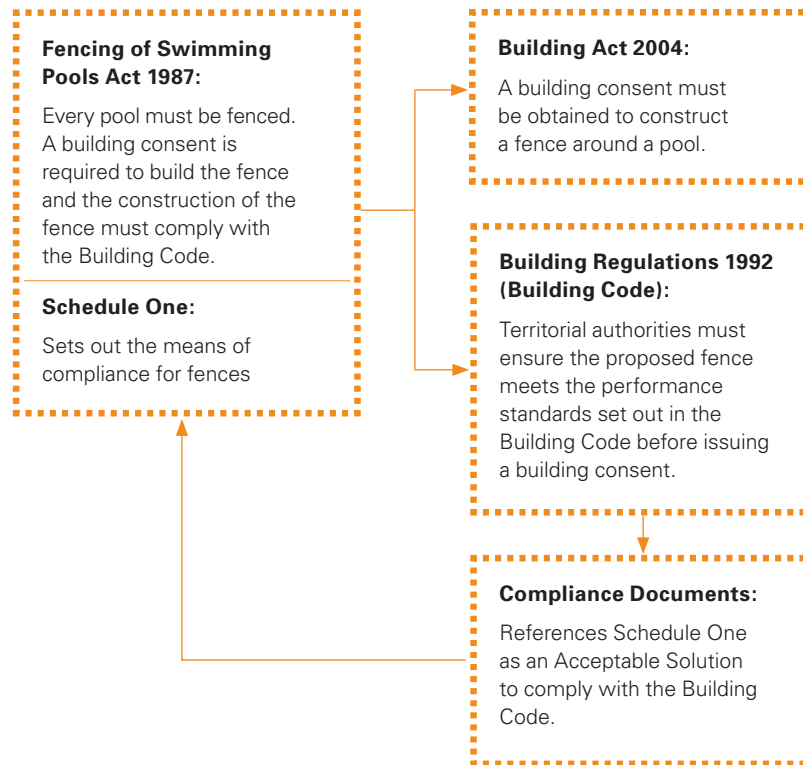 Fencing of Swimming
Pools Act 1987:
Every pool must be fenced.
A building consent is
required to build the fence
and the construction of the
fence must comply with
the Building Code.
Schedule One:
Sets out the means of
compliance for fences
Building Act 2004:
A building consent must
be obtained to construct
a fence around a pool.
Building Regulations 1992
(Building Code):
Territorial authorities must
ensure the proposed fence
meets the performance
standards set out in the
Building Code before issuing
a building consent.
Compliance Documents:
References Schedule One
as an Acceptable Solution
to comply with the Building
Code.